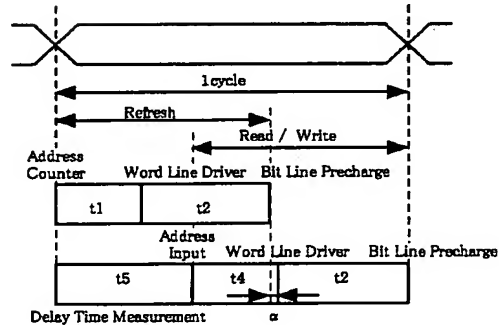 1cycle
Refresh
Read / Write
Address
Counter
Word Line Driver
Bit Line Precharge
t1
t2
Address
Input
Word Line Driver
Bit Line Precharge
t5
t4
t2
Delay Time Measurement
α